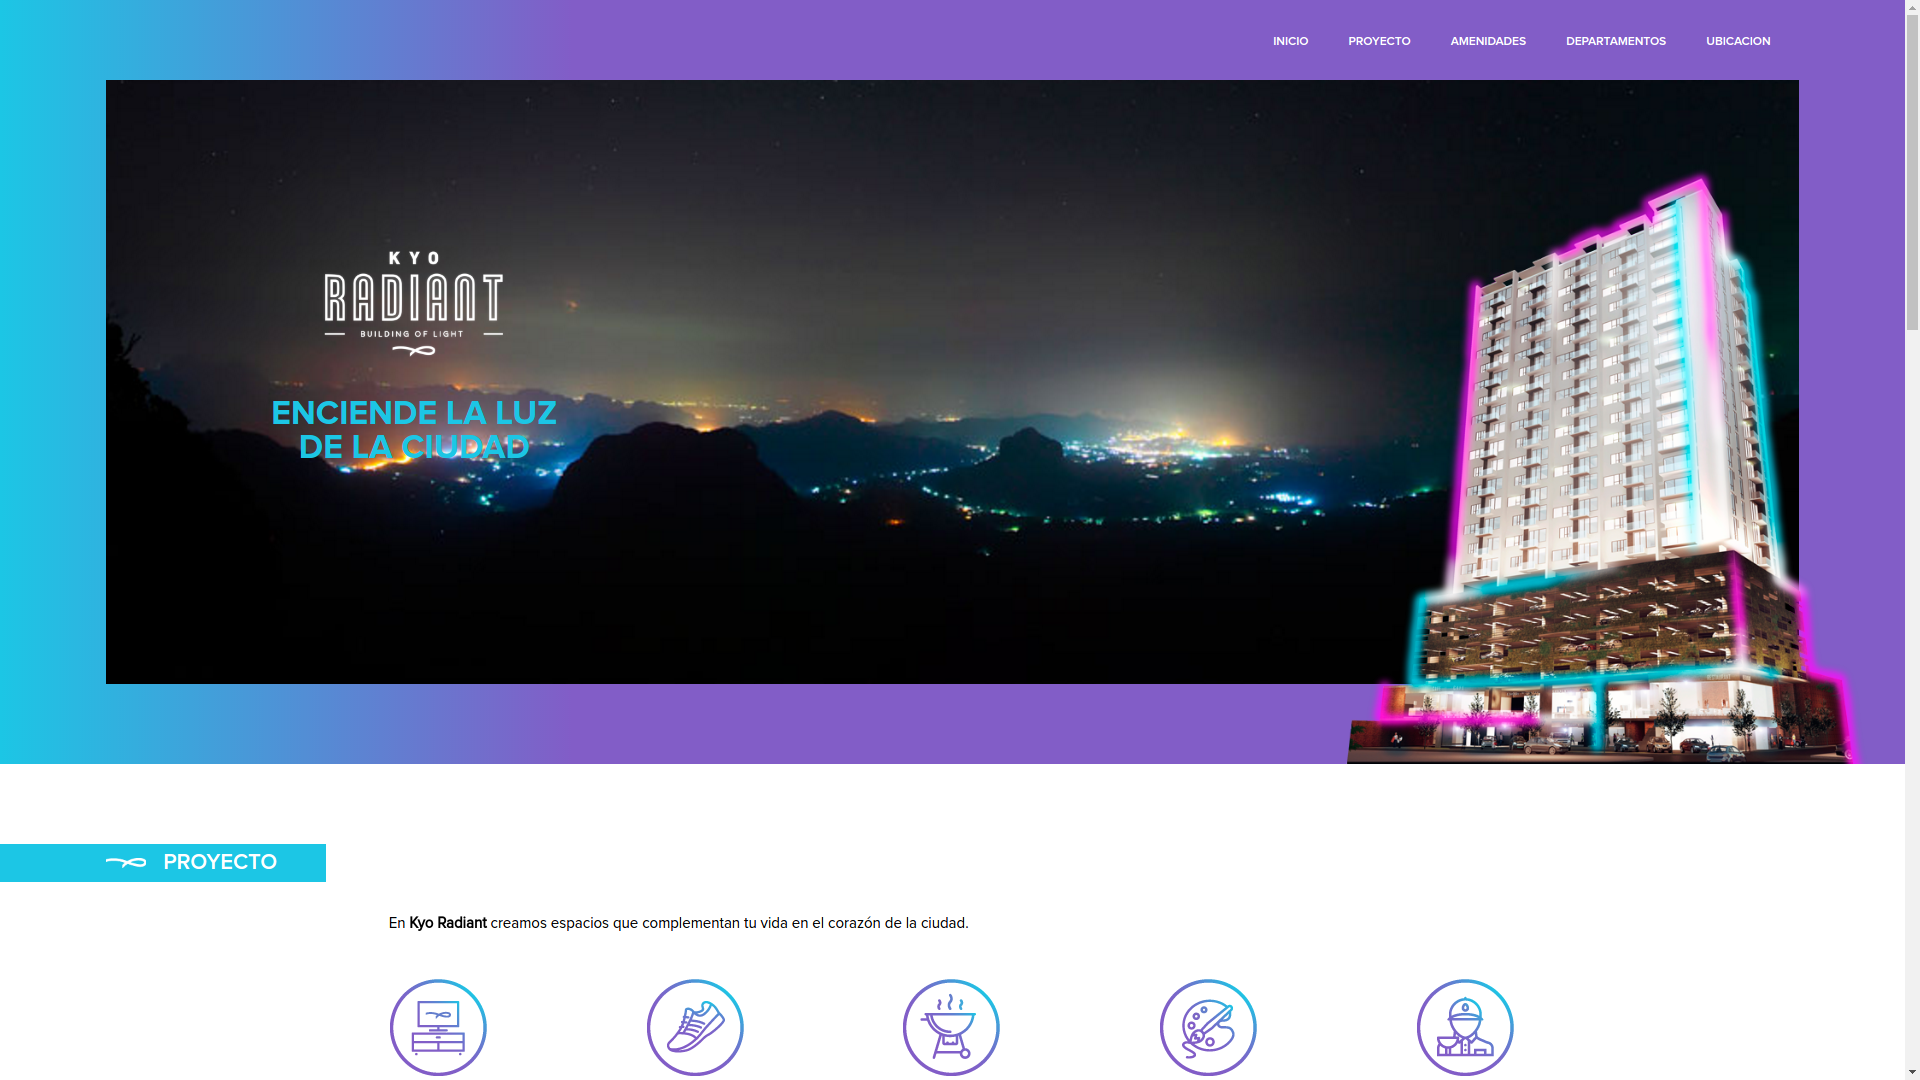 INICIO PROYECTO AMENIDADES DEPARTAMENTOS UBICACION
KYO
RADIANT
BUILDING OF LIGHT
ENCIENDE LA LUZ
DE LA CIUDAD
PROYECTO
En Kyo Radiant creamos espacios que complementan tu vida en el corazón de la ciudad.